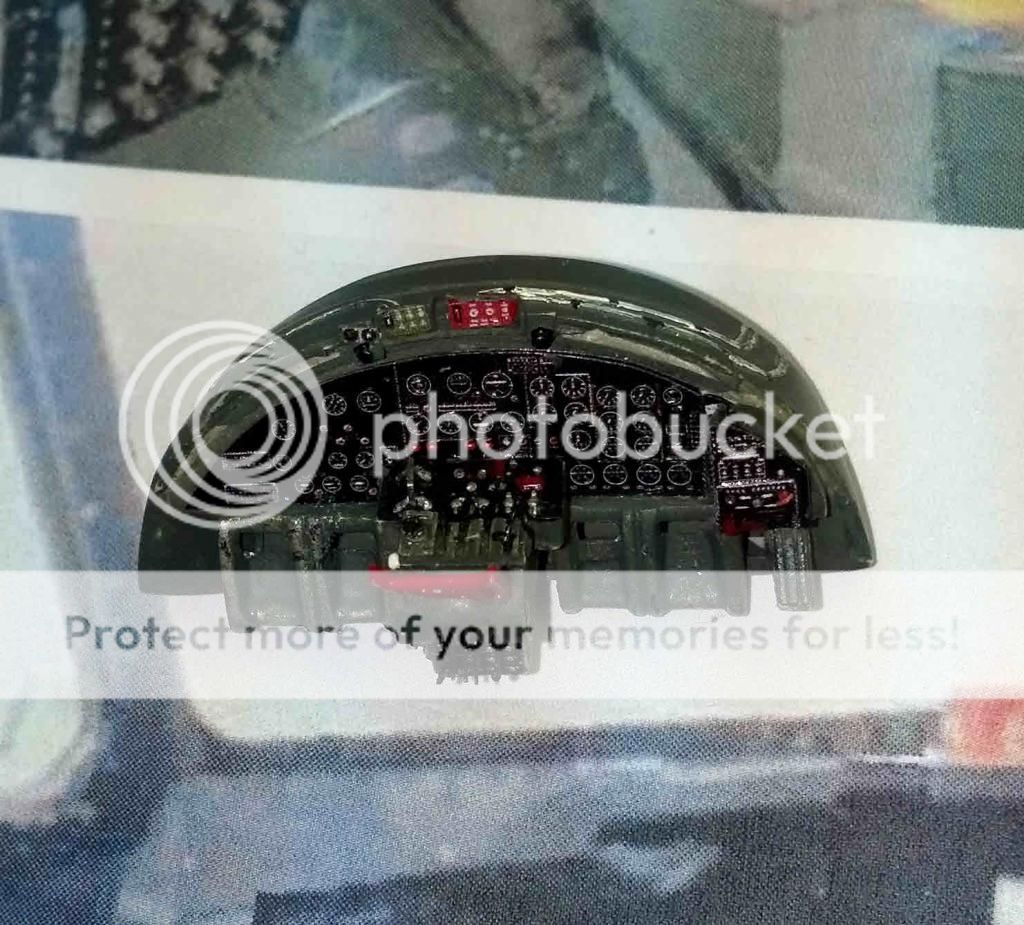 photobucket
Protect more of your memories for less!